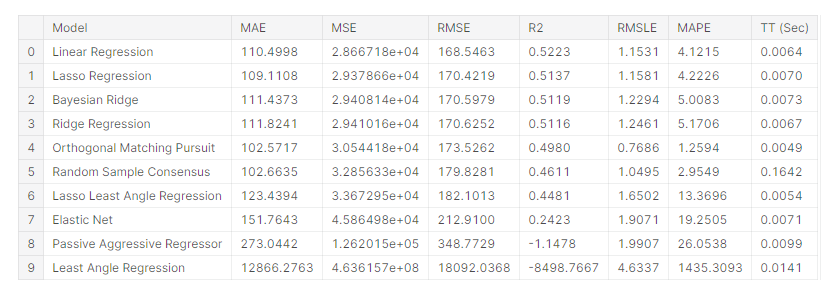 Model MAE MSE RMSE R2 RMSLE MAPE TT (Sec)
0 Linear Regression 110.4998 2.866718e+04 168.5463 0.5223 1.1531 4.1215 0.0064
1 Lasso Regression 109.1108 2.937866e+04 170.4219 0.5137 1.1581 4.2226 0.0070
2 Bayesian Ridge 111.4373 2.940814e+04 170.5979 0.5119 1.2294 5.0083 0.0073
3 Ridge Regression 111.8241 2.941016e+04 170.6252 0.5116 1.2461 5.1706 0.0067
4 Orthogonal Matching Pursuit 102.5717 3.054418e+04 173.5262 0.4980 0.7686 1.2594 0.0049
5 Random Sample Consensus 102.6635 3.285633e+04 179.8281 0.4611 1.0495 2.9549 0.1642
6 Lasso Least Angle Regression 123.4394 3.367295e+04 182.1013 0.4481 1.6502 13.3696 0.0054
7 Elastic Net 151.7643 4.586498e+04 212.9100 0.2423 1.9071 19.2505 0.0071
8 Passive Aggressive Regressor 273.0442 1.262015e+05 348.7729 -1.1478 1.9907 26.0538 0.0099
9 Least Angle Regression 12866.2763 4.636157e+08 18092.0368 -8498.7667 4.6337 1435.3093 0.0141